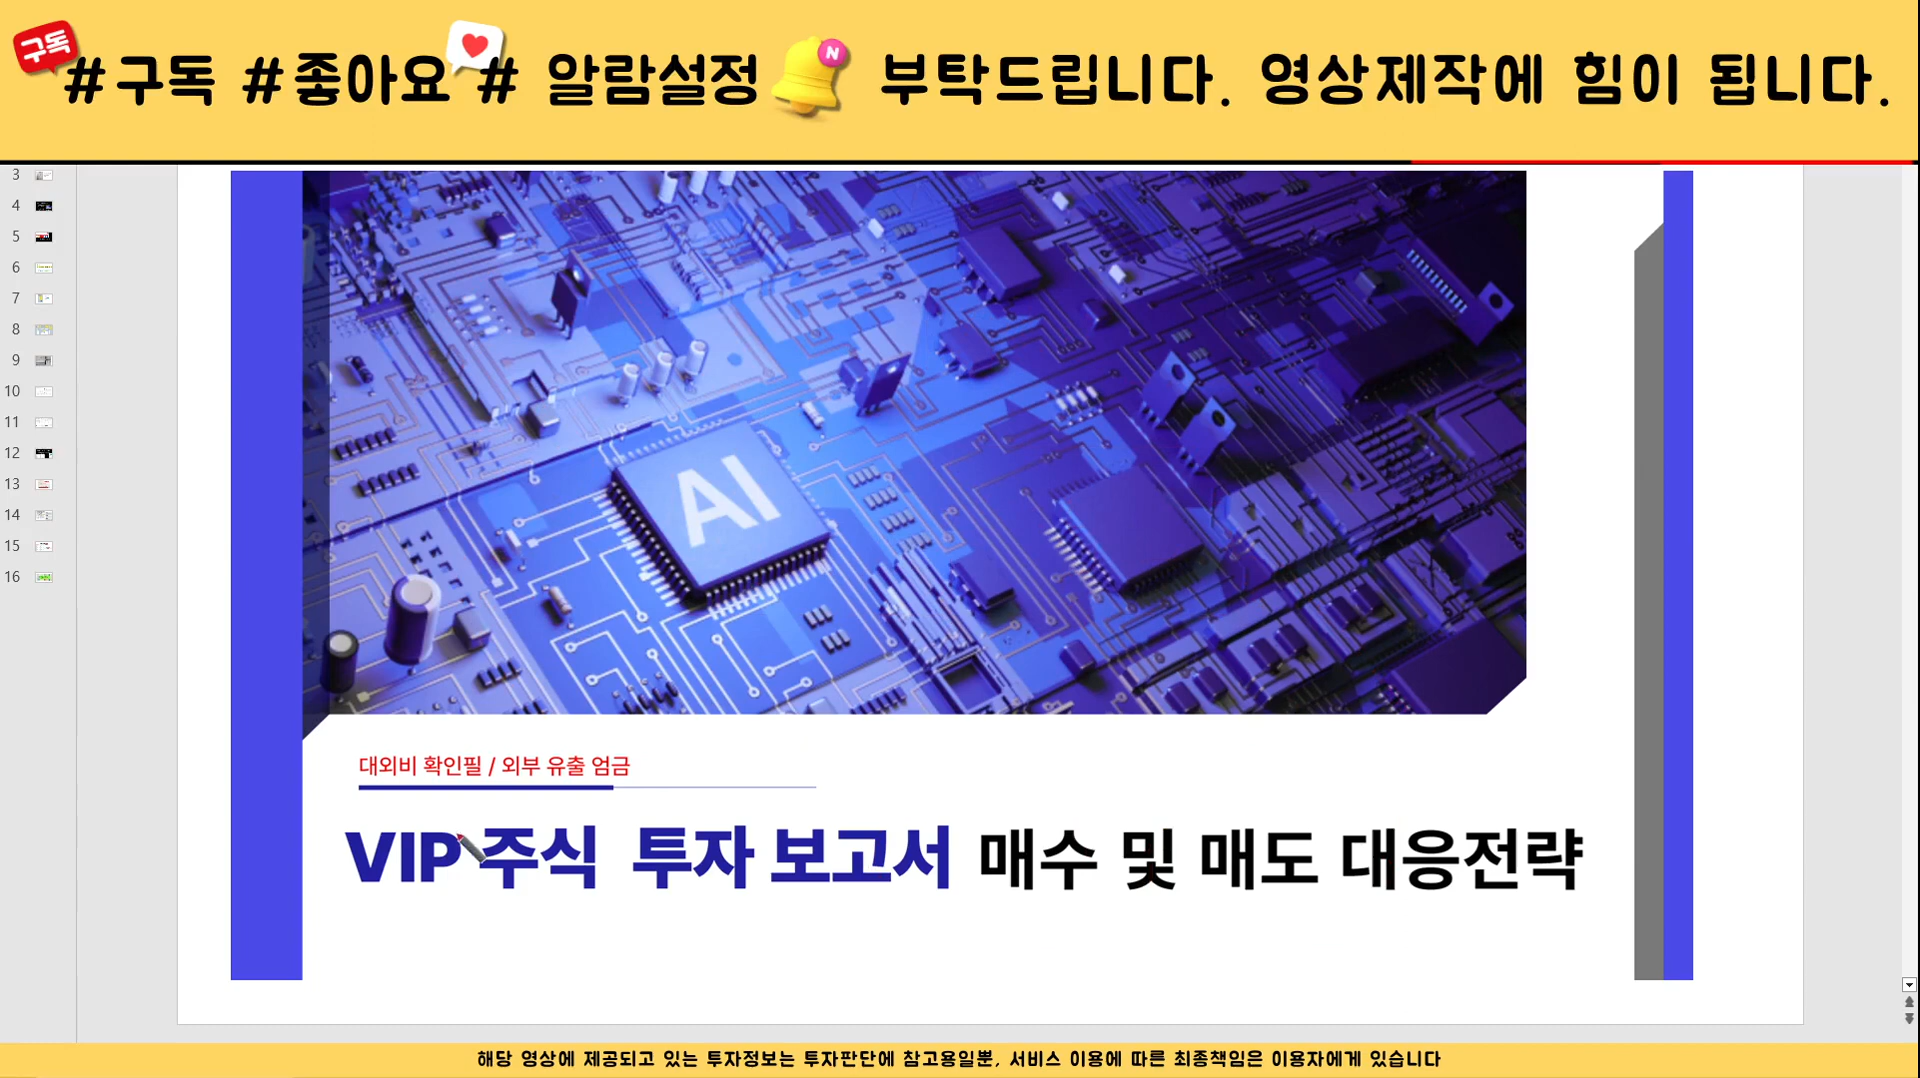 구독
#구독 #좋아요 # 알람설정 N 부탁드립니다. 영상제작에 힘이 됩니다.
3
4
5
6
7
8
9
10
11
12
13
14
15
16
AI
대외비 확인필 / 외부 유출 엄금
VIP 주식 투자 보고서 매수 및 매도 대응전략
해당 영상에 제공되고 있는 투자정보는 투자판단에 참고용일뿐, 서비스 이용에 따른 최종책임은 이용자에게 있습니다